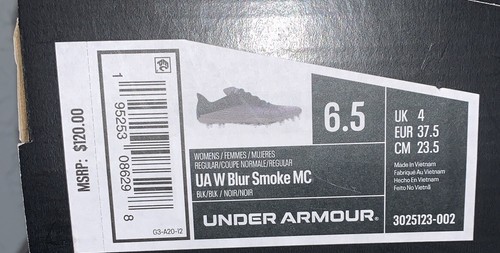 MSRP: $120.00
1 95253 08629 8
G3-A20-12
6.5
WOMENS / FEMMES / MUJERES
REGULAR/COUPE NORMALE/REGULAR
UA W Blur Smoke MC
BLK/BLK / NOIR/NOIR
UNDER ARMOUR®
UK 4
EUR 37.5
CM 23.5
Made In Vietnam
Fabriqué Au Vietnam
Hecho En Vietnam
Feito No Vietnã
3025123-002